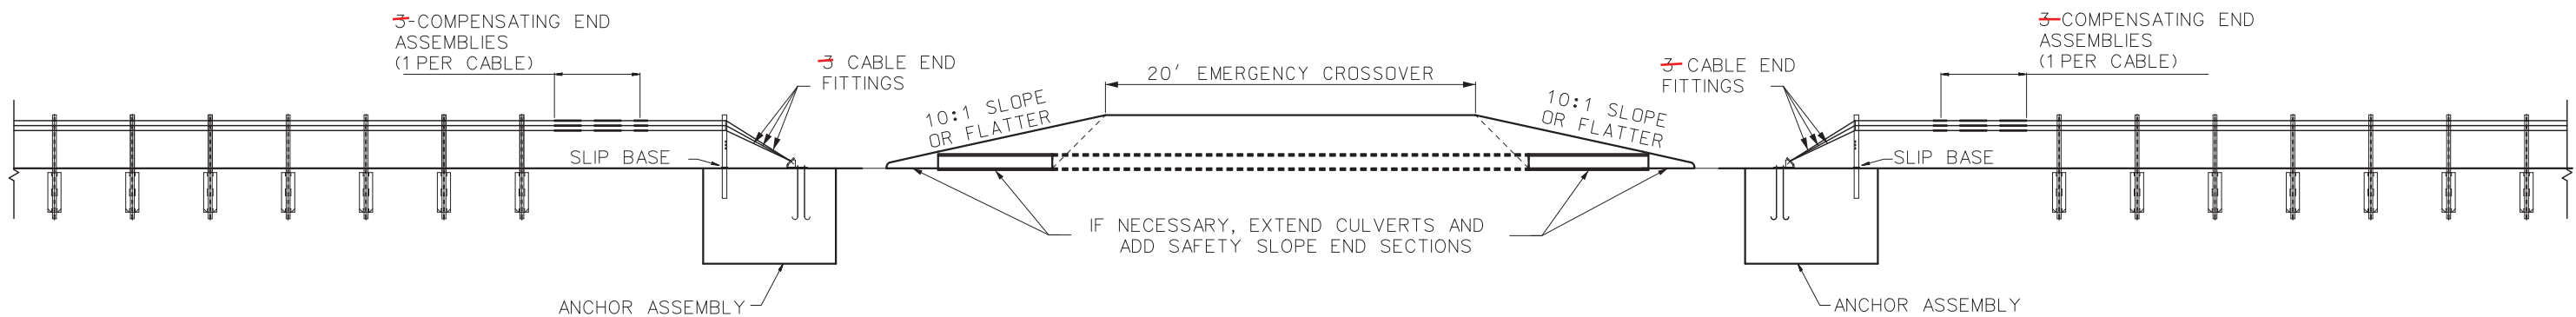 3-COMPENSATING END
ASSEMBLIES
(1 PER CABLE)
3 CABLE END
FITTINGS
SLIP BASE
ANCHOR ASSEMBLY
10:1 SLOPE
OR FLATTER
20' EMERGENCY CROSSOVER
10:1 SLOPE
OR FLATTER
IF NECESSARY, EXTEND CULVERTS AND
ADD SAFETY SLOPE END SECTIONS
3 CABLE END
FITTINGS
3-COMPENSATING END
ASSEMBLIES
(1 PER CABLE)
SLIP BASE
ANCHOR ASSEMBLY